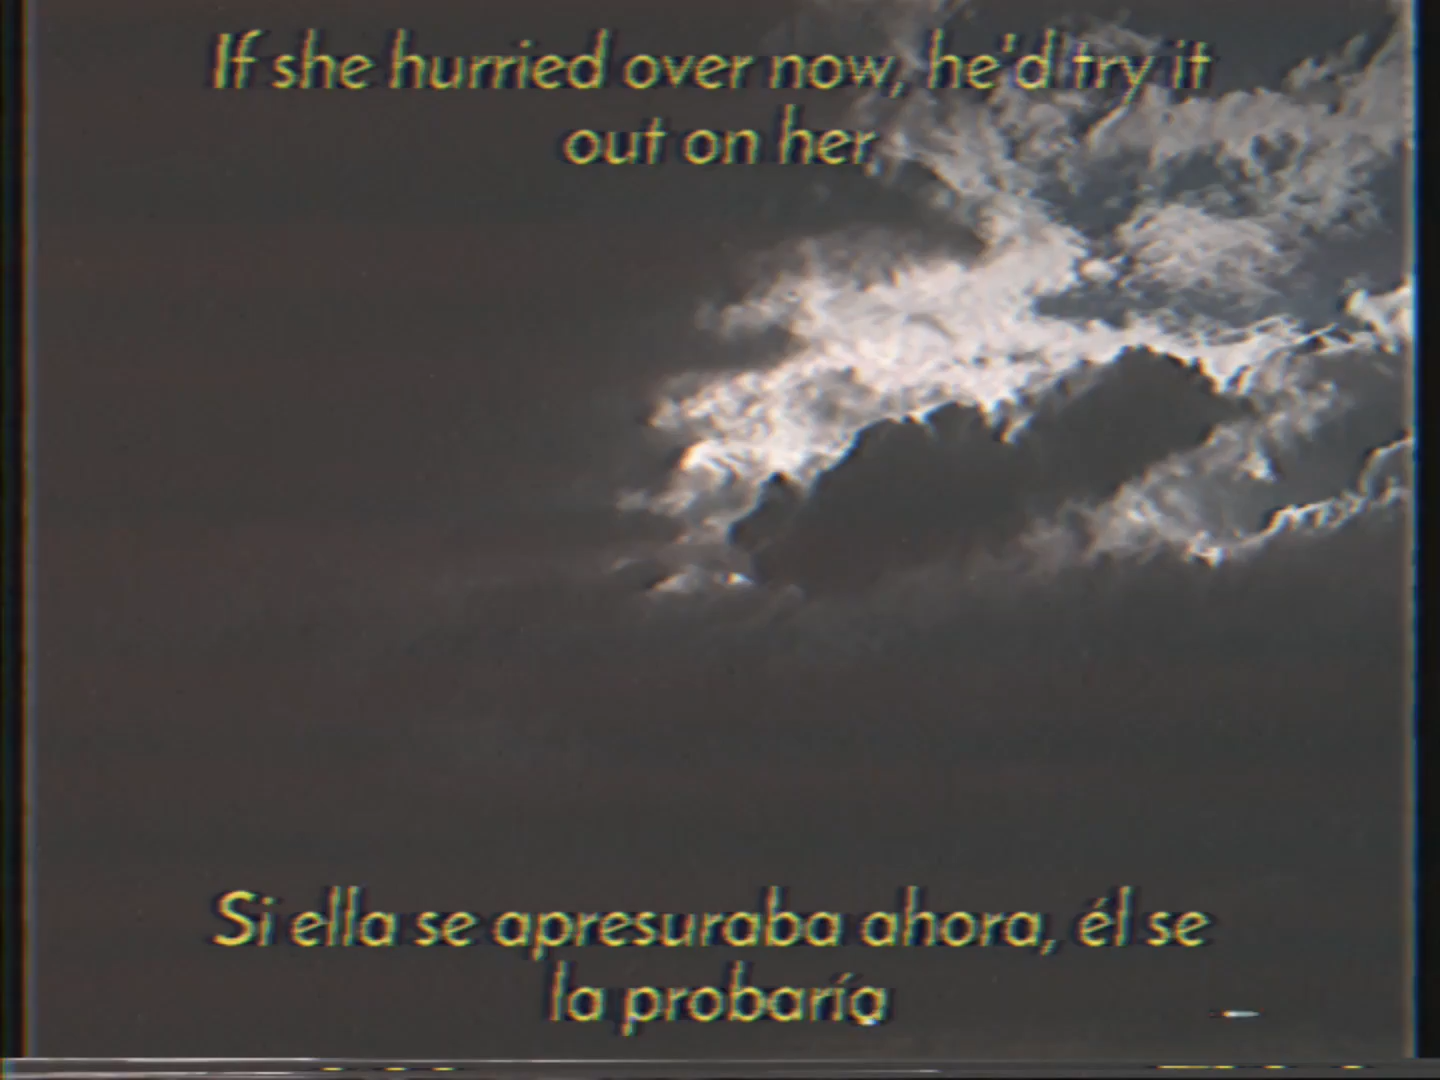 If she hurried over now, he'd try it
out on her
Si ella se apresuraba ahora, él se
la probaría